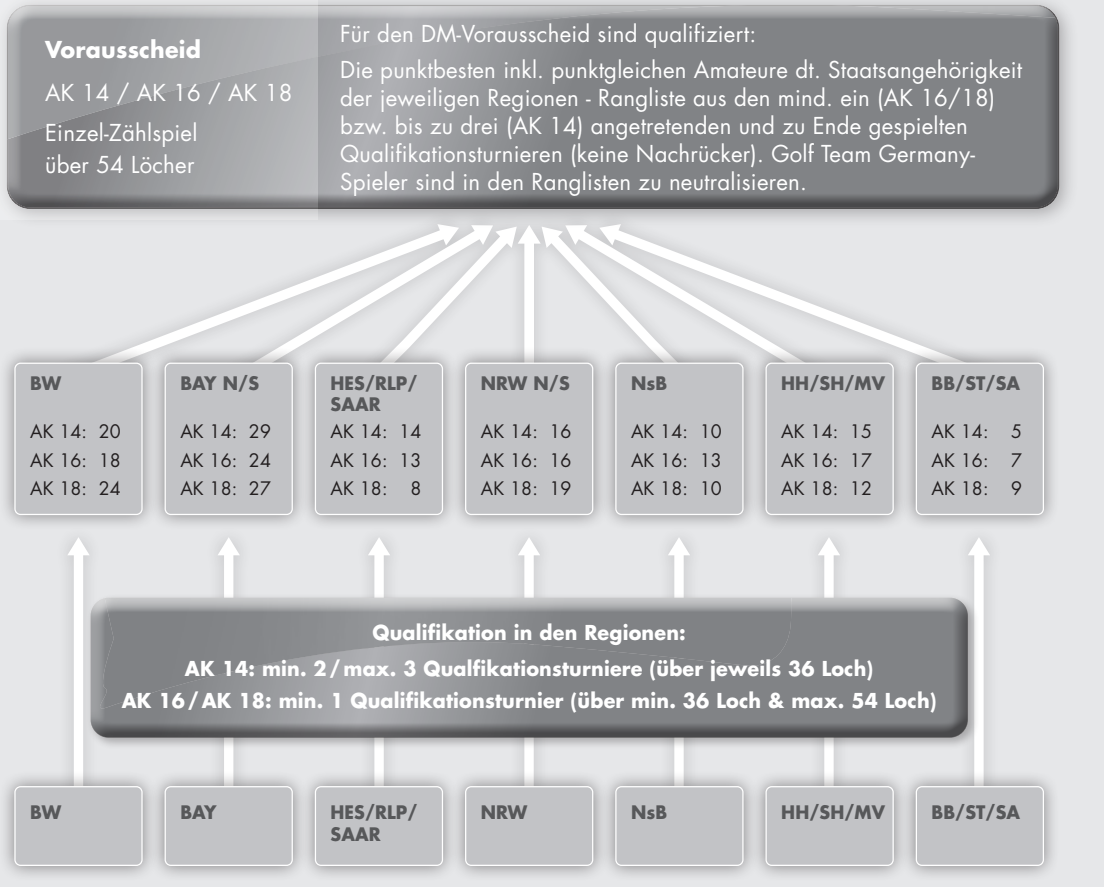 Vorausscheid
AK 14 / AK 16 / AK 18
Einzel-Zählspiel
über 54 Löcher
Für den DM-Vorausscheid sind qualifiziert:
Die punktbesten inkl. punktgleichen Amateure dt. Staatsangehörigkeit
der jeweiligen Regionen - Rangliste aus den mind. ein (AK 16/18)
bzw. bis zu drei (AK 14) angetretenden und zu Ende gespielten
Qualifikationsturnieren (keine Nachrücker). Golf Team Germany-
Spieler sind in den Ranglisten zu neutralisieren.
BW
AK 14: 20
AK 16: 18
AK 18: 24
BAY N/S
AK 14: 29
AK 16: 24
AK 18: 27
HES/RLP/
SAAR
AK 14: 14
AK 16: 13
AK 18: 8
NRW N/S
AK 14: 16
AK 16: 16
AK 18: 19
NsB
AK 14: 10
AK 16: 13
AK 18: 10
HH/SH/MV
AK 14: 15
AK 16: 17
AK 18: 12
BB/ST/SA
AK 14: 5
AK 16: 7
AK 18: 9
Qualifikation in den Regionen:
AK 14: min. 2/max. 3 Qualfikationsturniere (über jeweils 36 Loch)
AK 16/AK 18: min. 1 Qualifikationsturnier (über min. 36 Loch & max. 54 Loch)
BW
BAY
HES/RLP/
SAAR
NRW
NsB
HH/SH/MV
BB/ST/SA